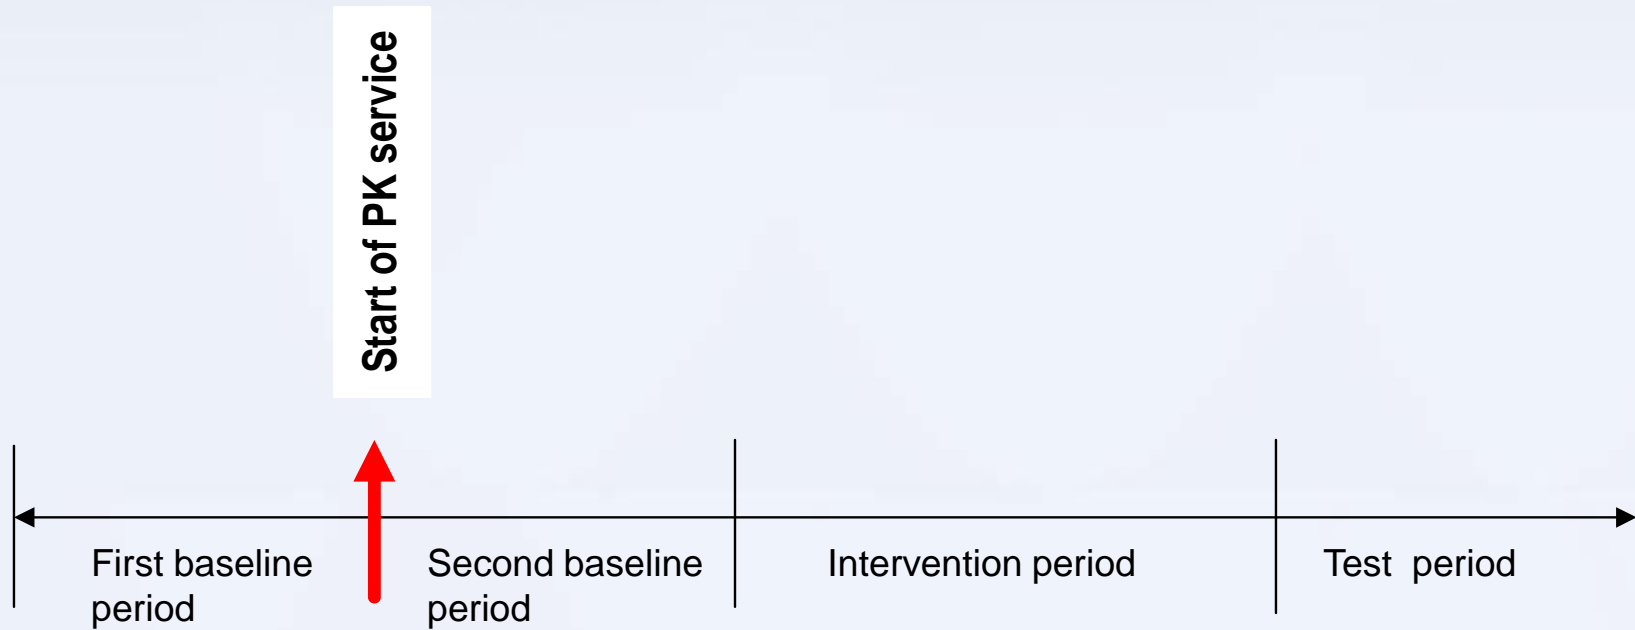 Start of PK service
First baseline
period
Second baseline
period
Intervention period
Test period